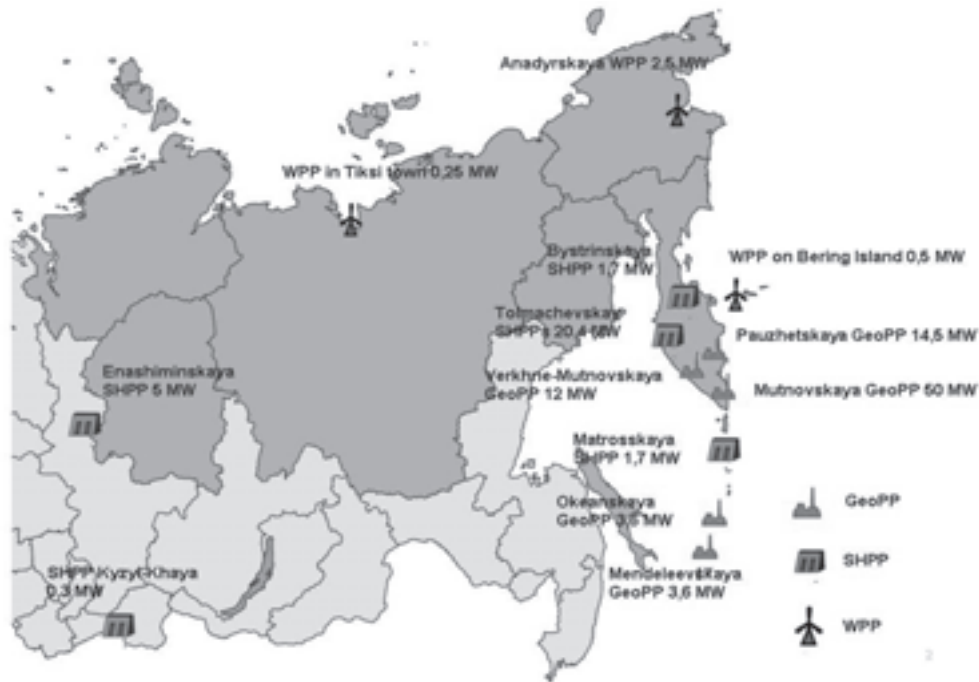 Anadyrskaya WPP 2,5 MW
WPP in Tiksi town 0,25 MW
Bystrinskaya
SHPP 1,7 MW
WPP on Bering Island 0,5 MW
Tolmachevskaya
SHPPs 20,4 MW
Pauzhetskaya GeoPP 14,5 MW
Enashiminskaya
SHPP 5 MW
Verkhne-Mutnovskaya
GeoPP 12 MW
Mutnovskaya GeoPP 50 MW
Matrosskaya
SHPP 1,7 MW
Okeanskaya
GeoPP 3,6 MW
GeoPP
SHPP Kyzyl-Khaya
0,3 MW
Mendeleevskaya
GeoPP 3,6 MW
SHPP
WPP
2